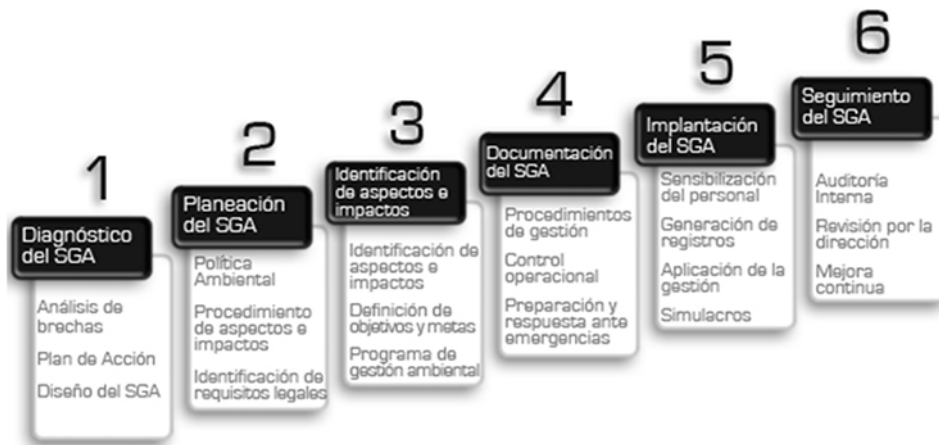 1
Diagnóstico
del SGA
Análisis de
brechas
Plan de Acción
Diseño del SGA
2
Planeación
del SGA
Política
Ambiental
Procedimiento
de aspectos e
impactos
Identificación de
requisitos legales
3
Identificación
de aspectos e
impactos
Identificación de
aspectos e
impactos
Definición de
objetivos y metas
Programa de
gestión ambiental
4
Documentación
del SGA
Procedimientos
de gestión
Control
operacional
Preparación y
respuesta ante
emergencias
5
Implantación
del SGA
Sensibilización
del personal
Generación de
registros
Aplicación de la
gestión
Simulacros
6
Seguimiento
del SGA
Auditoría
Interna
Revisión por la
dirección
Mejora
continua